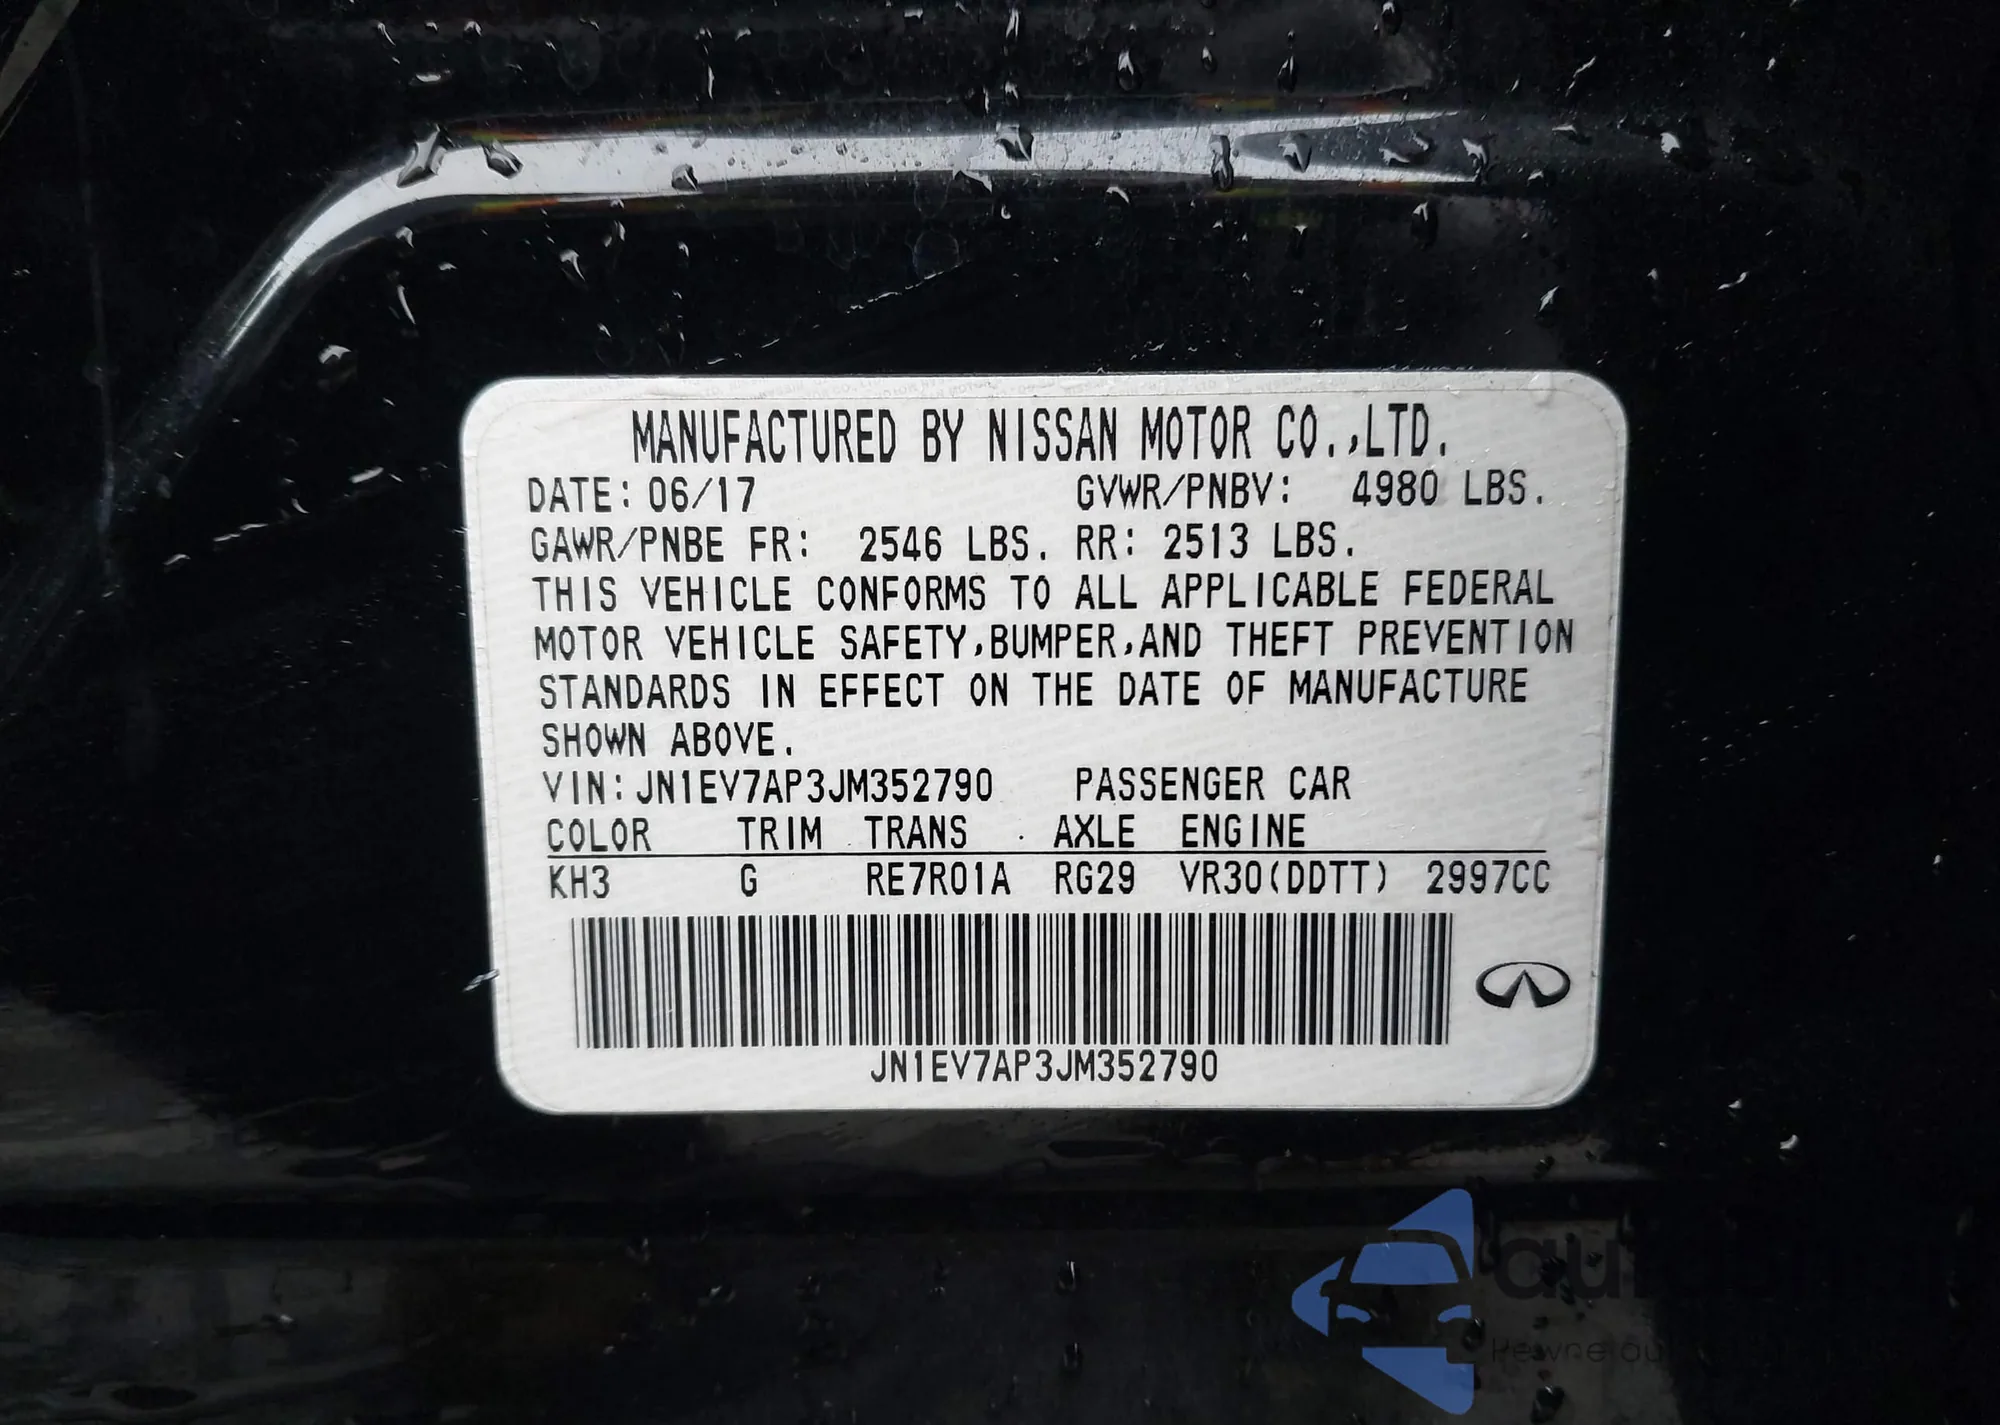 MANUFACTURED BY NISSAN MOTOR CO.,LTD.
DATE: 06/17 GVWR/PNBV: 4980 LBS.
GAWR/PNBE FR: 2546 LBS. RR: 2513 LBS.
THIS VEHICLE CONFORMS TO ALL APPLICABLE FEDERAL
MOTOR VEHICLE SAFETY,BUMPER,AND THEFT PREVENTION
STANDARDS IN EFFECT ON THE DATE OF MANUFACTURE
SHOWN ABOVE.
VIN:JN1EV7AP3JM352790 PASSENGER CAR
COLOR TRIM TRANS AXLE ENGINE
KH3 G RE7R01A RG29 VR30(DDTT) 2997CC
JN1EV7AP3JM352790